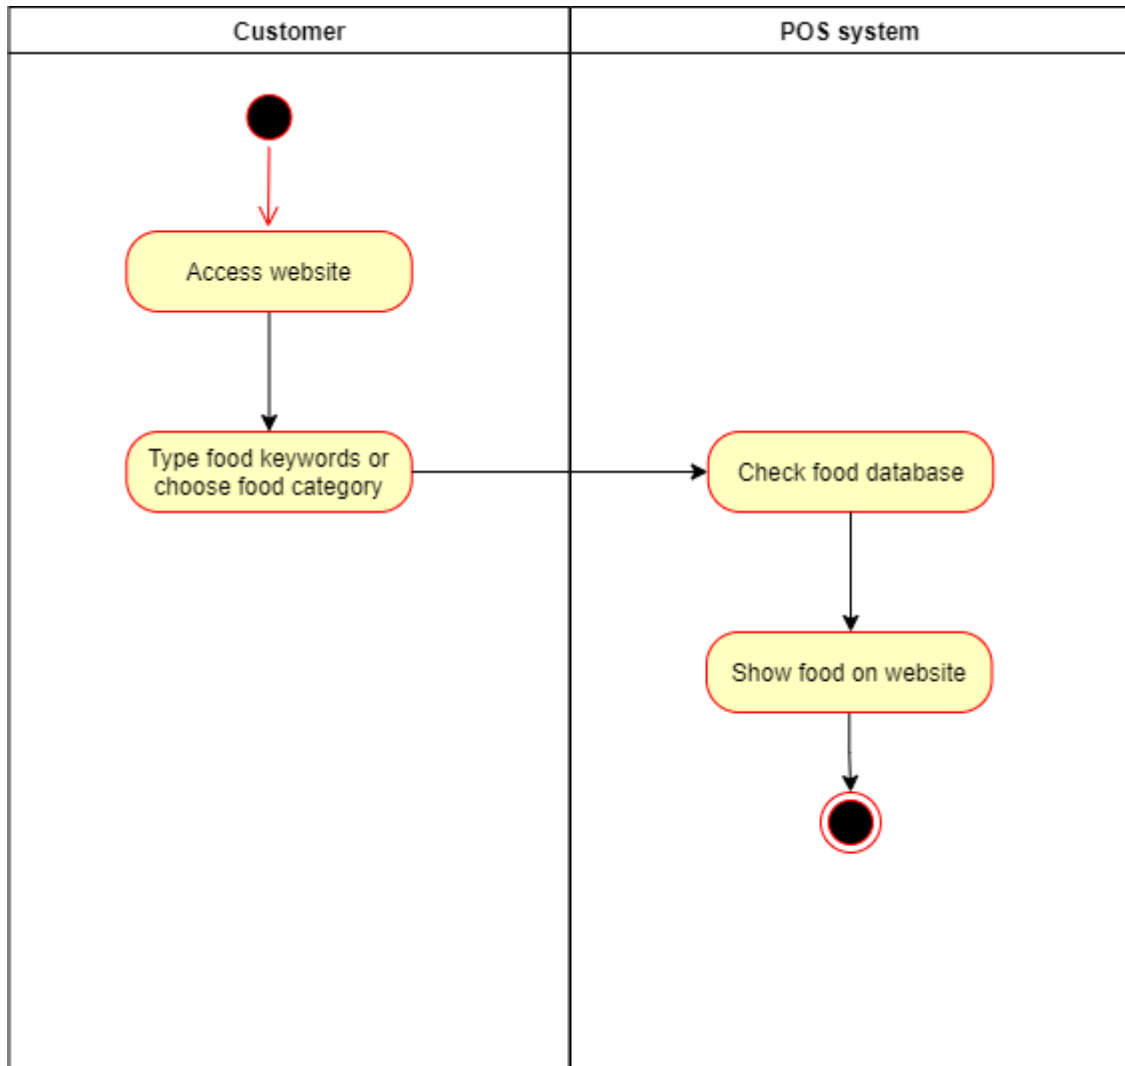 Customer
POS system
Access website
Type food keywords or
choose food category
Check food database
Show food on website